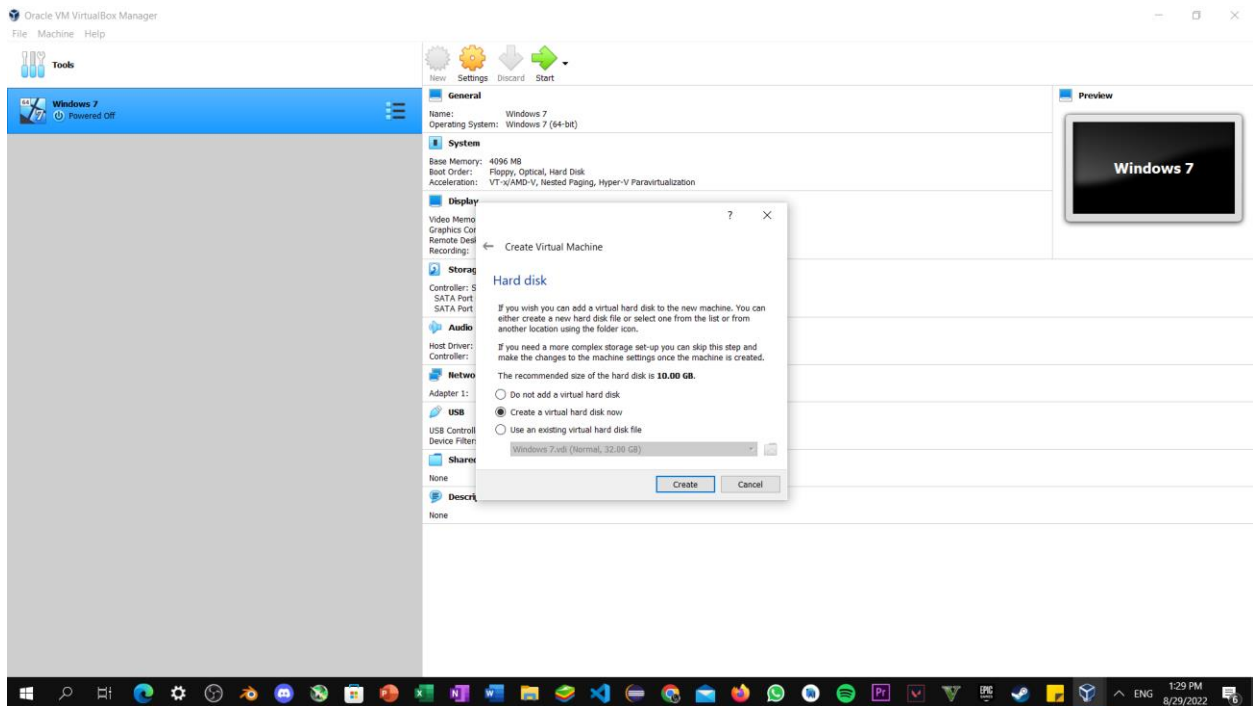 Oracle VM VirtualBox Manager
File Machine Help
Tools
New Settings Discard Start
64
7
Windows 7
Powered Off
General
Name: Windows 7
Operating System: Windows 7 (64-bit)
System
Base Memory: 4096 MB
Boot Order: Floppy, Optical, Hard Disk
Acceleration: VT-x/AMD-V, Nested Paging, Hyper-V Paravirtualization
Preview
Windows 7
Display
Video Memo
Graphics Cor
Remote Desk
Recording:
Storag
Controller: S
SATA Port
SATA Port
Audio
Host Driver:
Controller:
Netwo
Adapter 1:
USB
USB Controll
Device Filter
Shared
None
Descrip
None
?
Create Virtual Machine
Hard disk
If you wish you can add a virtual hard disk to the new machine. You can
either create a new hard disk file or select one from the list or from
another location using the folder icon.
If you need a more complex storage set-up you can skip this step and
make the changes to the machine settings once the machine is created.
The recommended size of the hard disk is 10.00 GB.
Do not add a virtual hard disk
Create a virtual hard disk now
Use an existing virtual hard disk file
Windows 7.vdi (Normal, 32.00 GB)
Create Cancel
Pr
EPIC
ENG
1:29 PM
8/29/2022
6